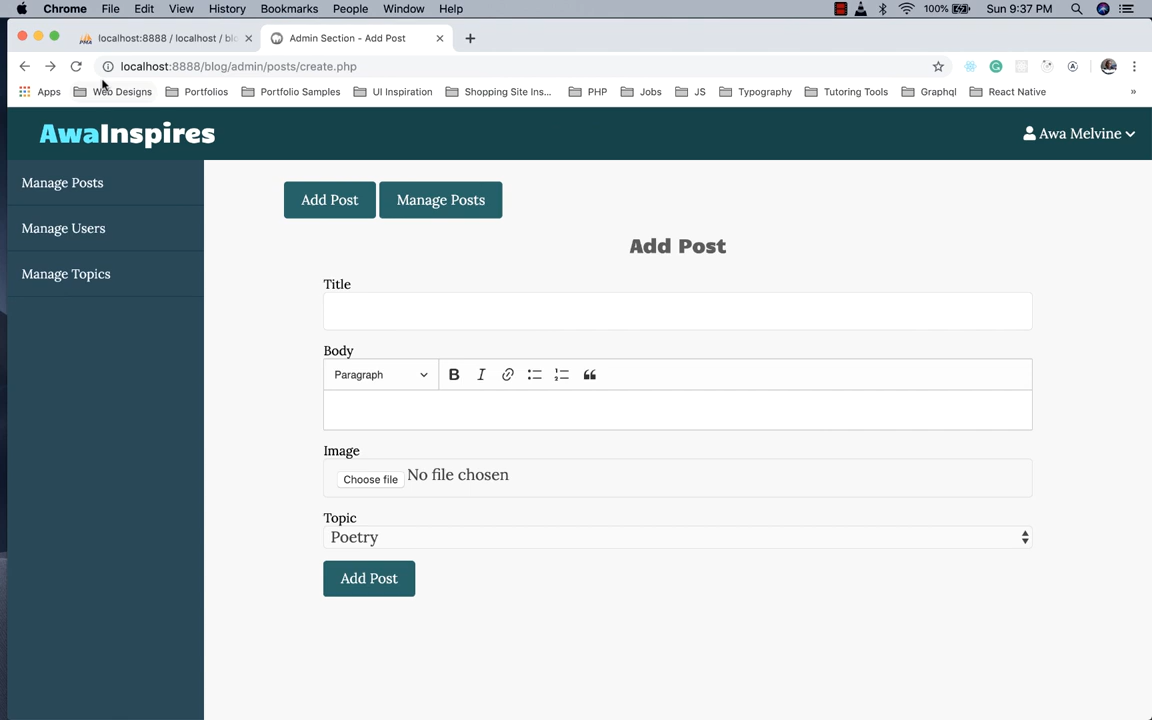 Chrome File Edit View History Bookmarks People Window Help 100% Sun 9:37 PM
localhost:8888 / localhost / blo Admin Section - Add Post
localhost:8888/blog/admin/posts/create.php
Apps Web Designs Portfolios Portfolio Samples UI Inspiration Shopping Site Ins... PHP Jobs JS Typography Tutoring Tools Graphql React Native »
AwaInspires Awa Melvine
Manage Posts
Manage Users
Manage Topics
Add Post Manage Posts
Add Post
Title
Body
Paragraph B I
Image
Choose file No file chosen
Topic
Poetry
Add Post